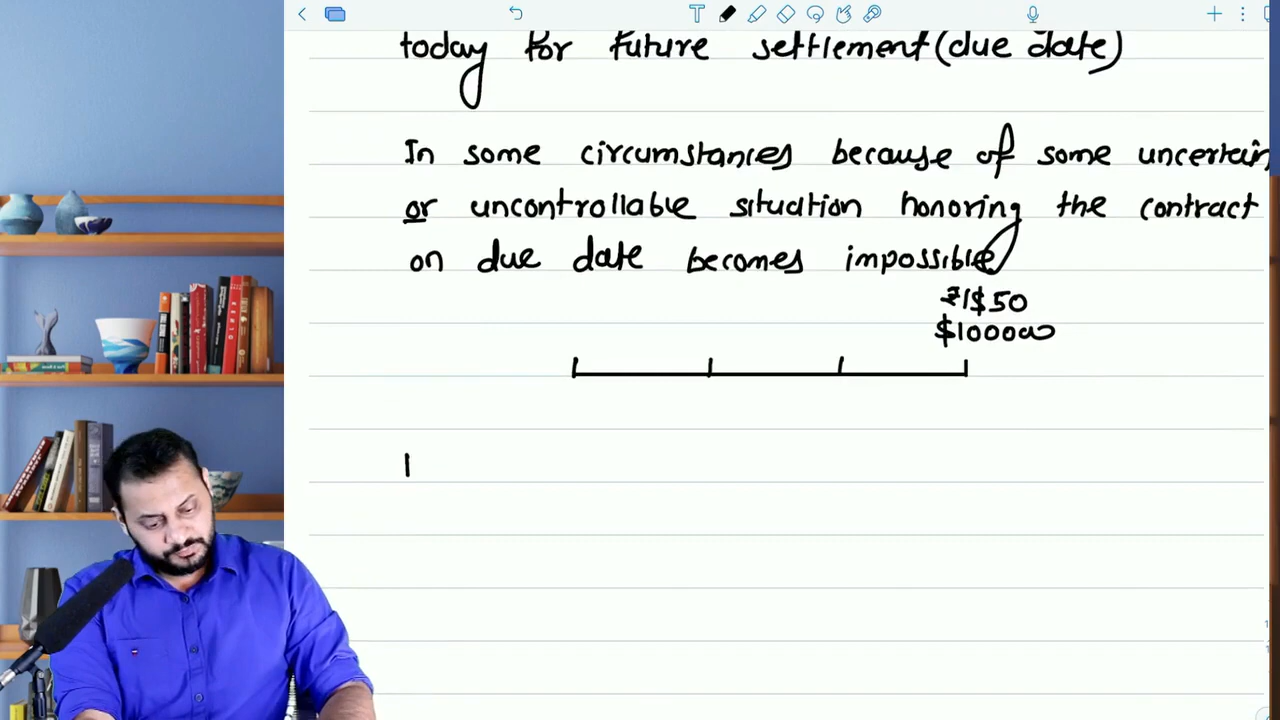 today for future settlement (due date)
In some circumstances because of some uncertain
or uncontrollable situation honoring the contract
on due date becomes impossible
₹1$50
$100000